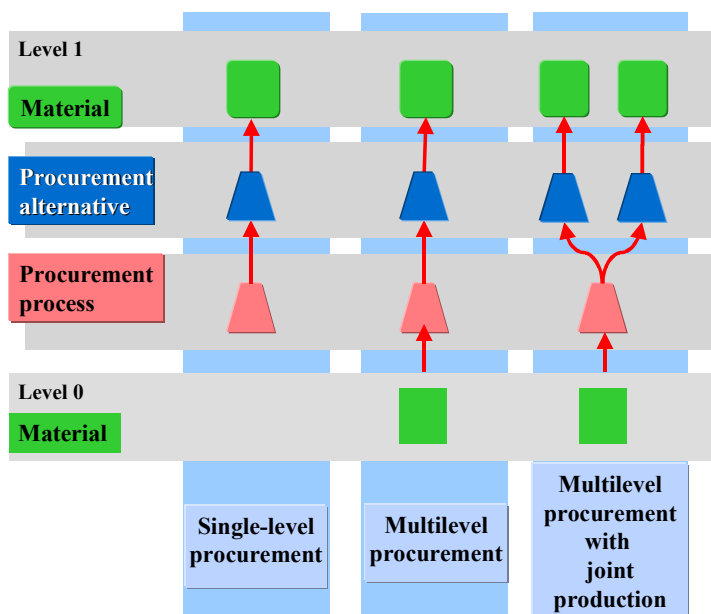 Level 1
Material
Procurement
alternative
Procurement
process
Level 0
Material
Single-level
procurement
Multilevel
procurement
Multilevel
procurement
with
joint
production